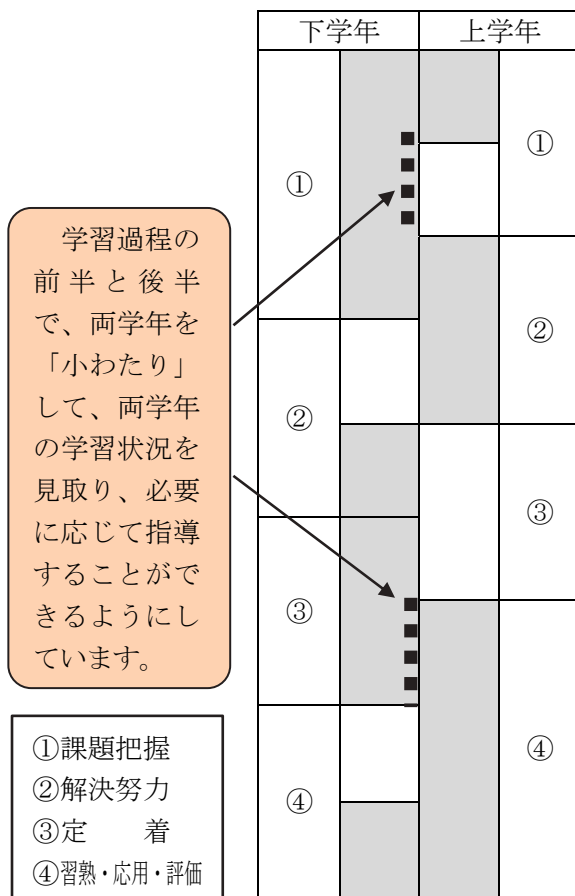 下学年 上学年
①
①
②
②
③
③
④
④
学習過程の
前半と後半
で、両学年を
「小わたり」
して、両学年
の学習状況を
見取り、必要
に応じて指導
することがで
きるようにし
ています。
①課題把握
②解決努力
③定　　着
④習熟・応用・評価